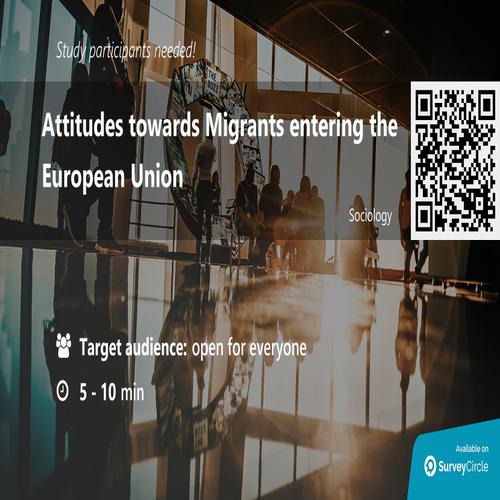 Study participants needed!
Attitudes towards Migrants entering the
European Union
Sociology
Target audience: open for everyone
5 - 10 min
Available on
SurveyCircle